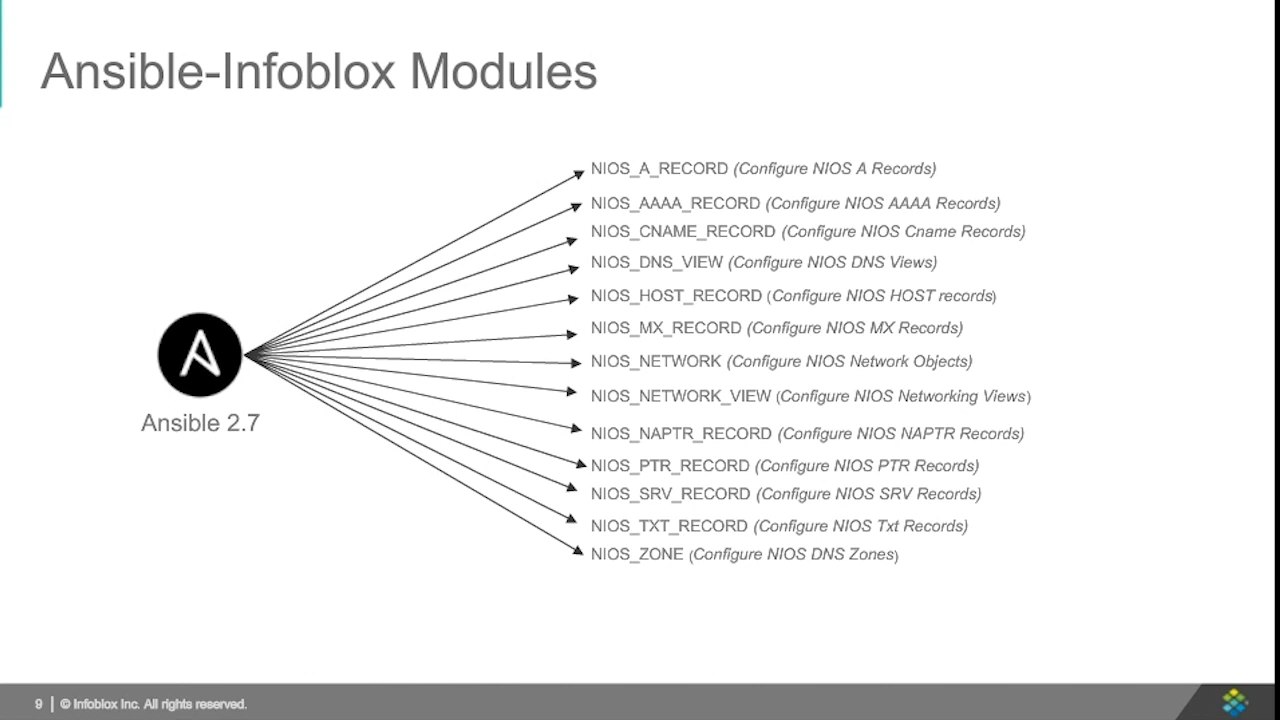 Ansible-Infoblox Modules
NIOS_A_RECORD (Configure NIOS A Records)
NIOS_AAAA_RECORD (Configure NIOS AAAA Records)
NIOS_CNAME_RECORD (Configure NIOS Cname Records)
NIOS_DNS_VIEW (Configure NIOS DNS Views)
NIOS_HOST_RECORD (Configure NIOS HOST records)
NIOS_MX_RECORD (Configure NIOS MX Records)
NIOS_NETWORK (Configure NIOS Network Objects)
NIOS_NETWORK_VIEW (Configure NIOS Networking Views)
NIOS_NAPTR_RECORD (Configure NIOS NAPTR Records)
NIOS_PTR_RECORD (Configure NIOS PTR Records)
NIOS_SRV_RECORD (Configure NIOS SRV Records)
NIOS_TXT_RECORD (Configure NIOS Txt Records)
NIOS_ZONE (Configure NIOS DNS Zones)
Ansible 2.7
9 | © Infoblox Inc. All rights reserved.